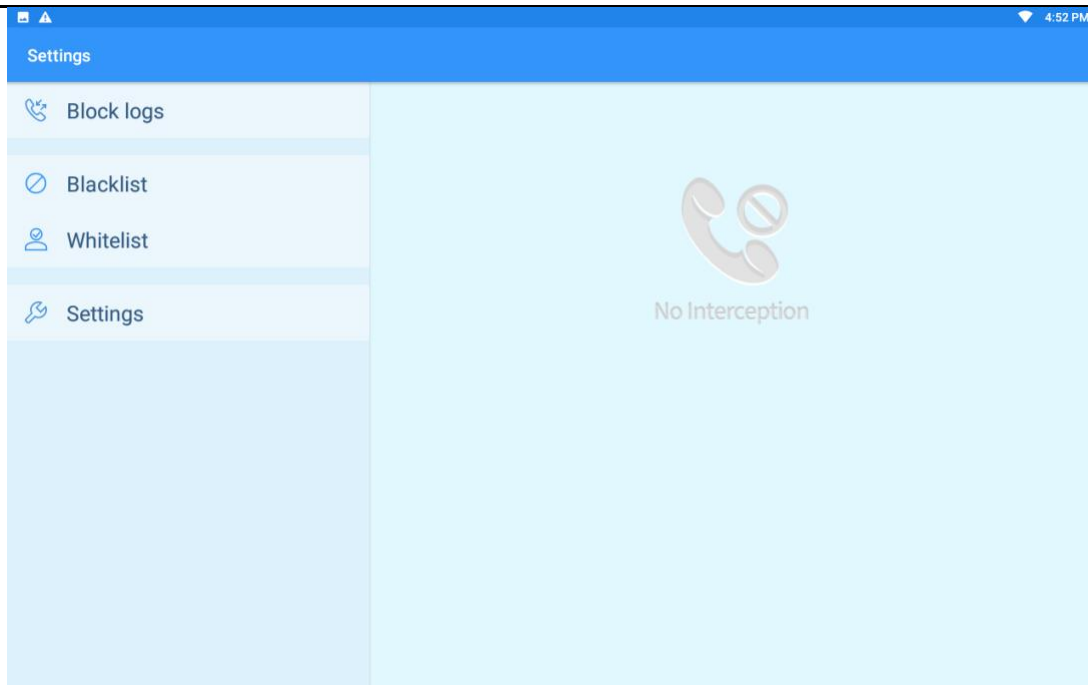 4:52 PM
Settings
Block logs
Blacklist
Whitelist
Settings
No Interception